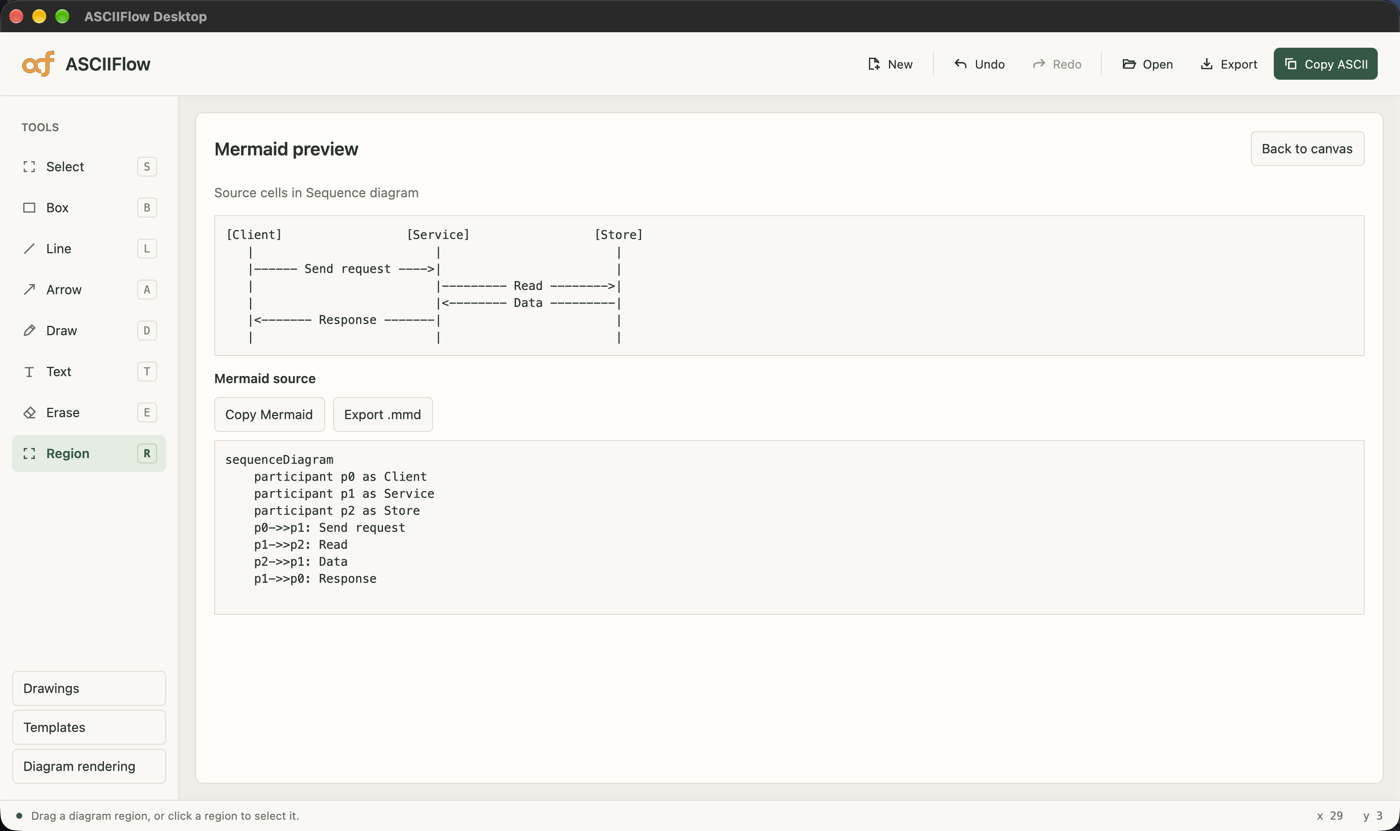 ASCIIFlow Desktop
acf ASCIIFlow
New
Undo
Redo
Open
Export
Copy ASCII
TOOLS
Select S
Box B
Line L
Arrow A
Draw D
Text T
Erase E
Region R
Drawings
Templates
Diagram rendering
Mermaid preview
Back to canvas
Source cells in Sequence diagram
[Client]                 [Service]                 [Store]
   |                         |                        |
   |------ Send request ---->|                        |
   |                         |--------- Read -------->|
   |                         |<-------- Data ---------|
   |<------- Response -------|                        |
   |                         |                        |
Mermaid source
Copy Mermaid
Export .mmd
sequenceDiagram
    participant p0 as Client
    participant p1 as Service
    participant p2 as Store
    p0->>p1: Send request
    p1->>p2: Read
    p2->>p1: Data
    p1->>p0: Response
Drag a diagram region, or click a region to select it.
x 29 y 3